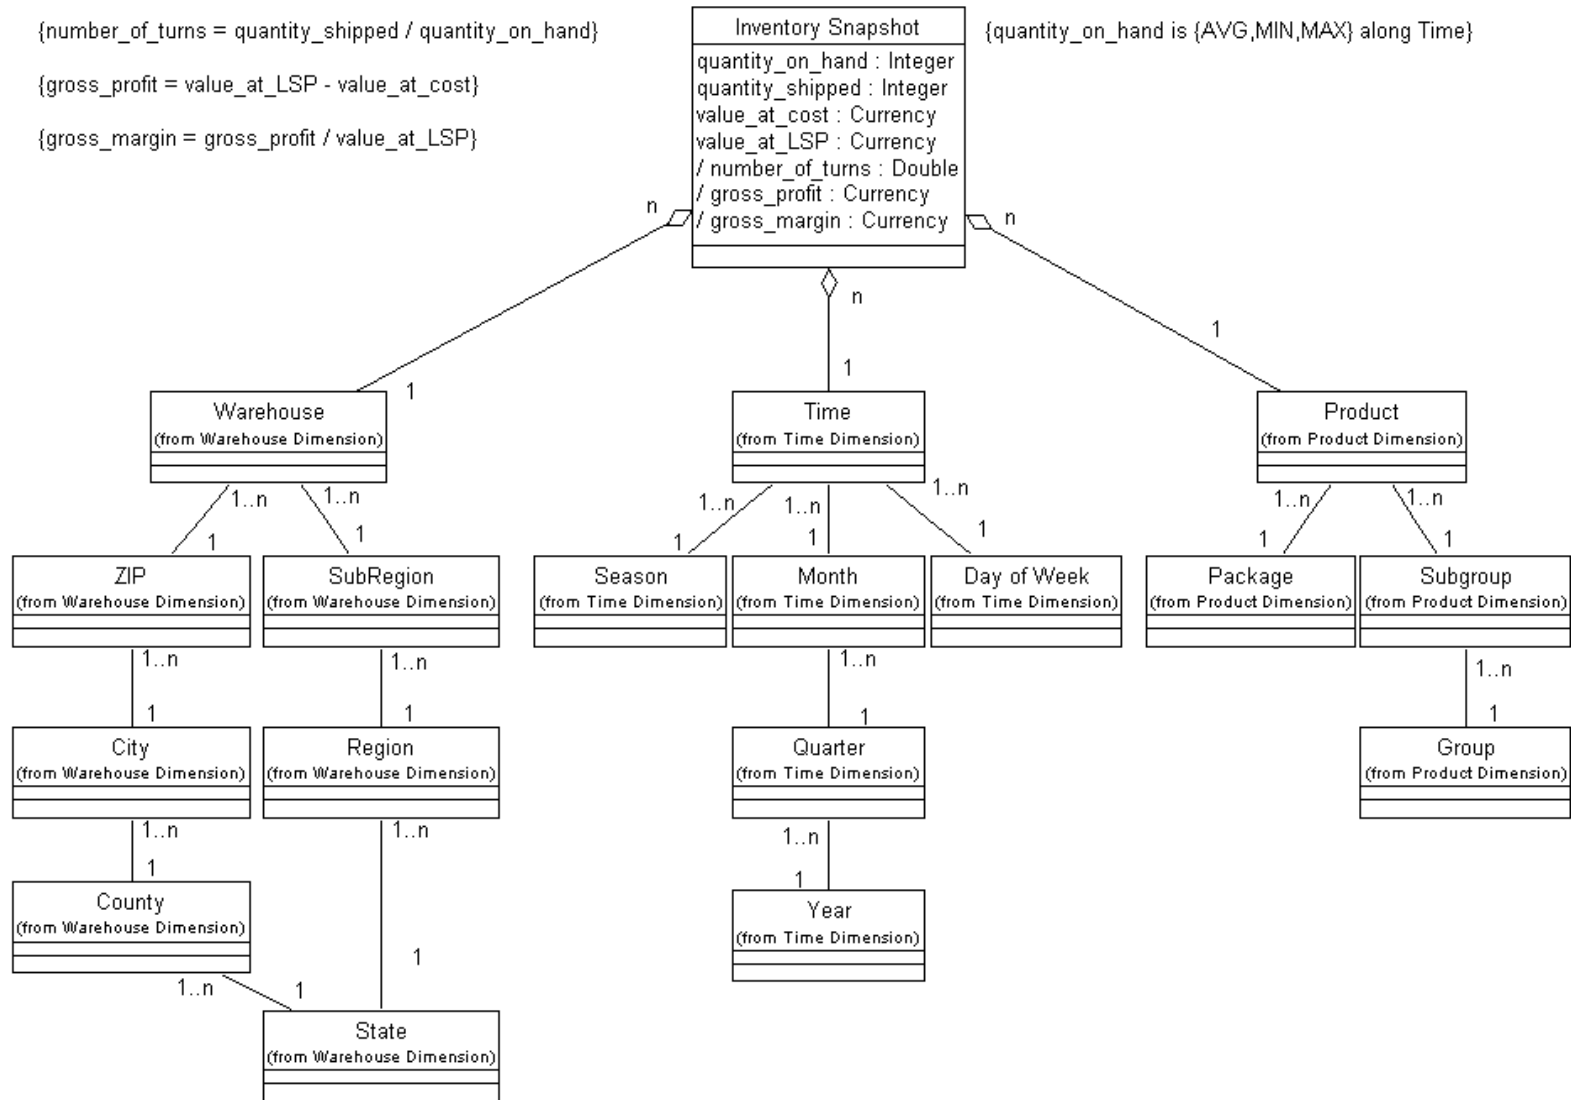 {number_of_turns = quantity_shipped / quantity_on_hand}
{gross_profit = value_at_LSP - value_at_cost}
{gross_margin = gross_profit / value_at_LSP}
Inventory Snapshot
quantity_on_hand : Integer
quantity_shipped : Integer
value_at_cost : Currency
value_at_LSP : Currency
/ number_of_turns : Double
/ gross_profit : Currency
/ gross_margin : Currency
{quantity_on_hand is {AVG,MIN,MAX} along Time}
n
n
n
1
1
1
Warehouse
(from Warehouse Dimension)
Time
(from Time Dimension)
Product
(from Product Dimension)
1..n
1..n
1..n
1..n
1..n
1..n
1..n
1
1
1
1
1
1
1
ZIP
(from Warehouse Dimension)
SubRegion
(from Warehouse Dimension)
Season
(from Time Dimension)
Month
(from Time Dimension)
Day of Week
(from Time Dimension)
Package
(from Product Dimension)
Subgroup
(from Product Dimension)
1..n
1..n
1..n
1..n
1
1
1
1
City
(from Warehouse Dimension)
Region
(from Warehouse Dimension)
Quarter
(from Time Dimension)
Group
(from Product Dimension)
1..n
1..n
1..n
1
1
County
(from Warehouse Dimension)
Year
(from Time Dimension)
1..n
1
1
State
(from Warehouse Dimension)